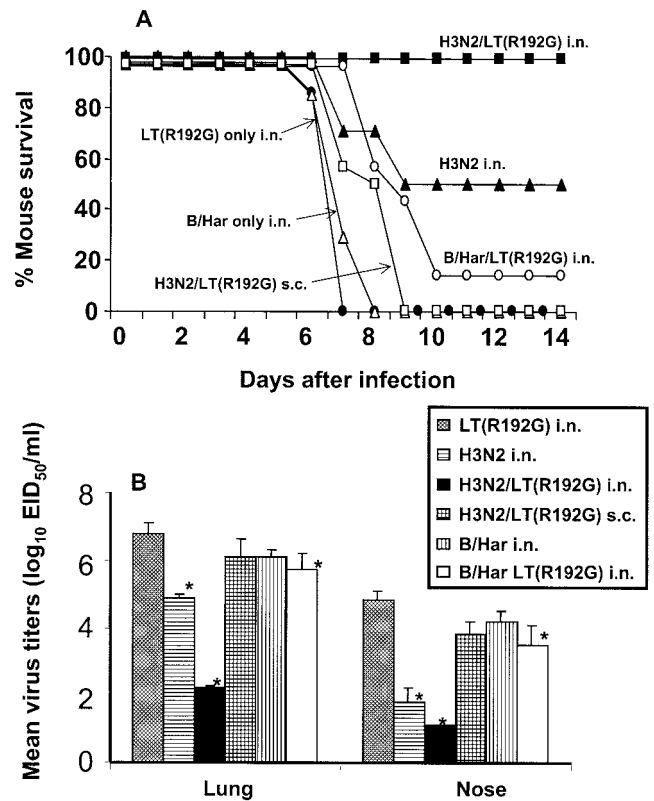 A
H3N2/LT(R192G) i.n.
100
80
60
40
20
0
% Mouse survival
LT(R192G) only i.n.
H3N2 i.n.
B/Har only i.n.
B/Har/LT(R192G) i.n.
H3N2/LT(R192G) s.c.
0 2 4 6 8 10 12 14
Days after infection
LT(R192G) i.n.
H3N2 i.n.
H3N2/LT(R192G) i.n.
H3N2/LT(R192G) s.c.
B/Har i.n.
B/Har LT(R192G) i.n.
B
8
6
4
2
0
Mean virus titers (log10 EID50/ml)
* * * * * *
Lung Nose